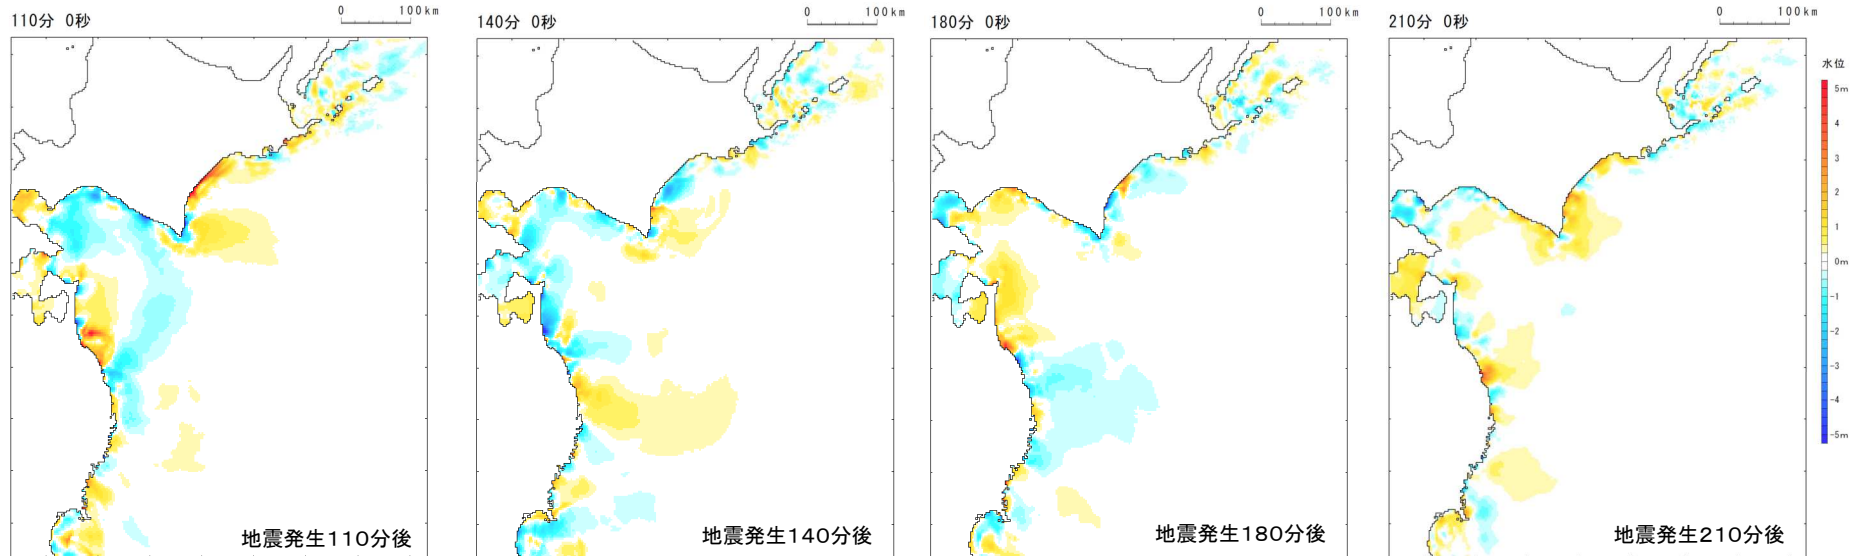 110分 0秒
0 100km
地震発生110分後
140分 0秒
0 100km
地震発生140分後
180分 0秒
0 100km
地震発生180分後
210分 0秒
0 100km
地震発生210分後
水位
5m
4
3
2
1
0m
-1
-2
-3
-4
-5m